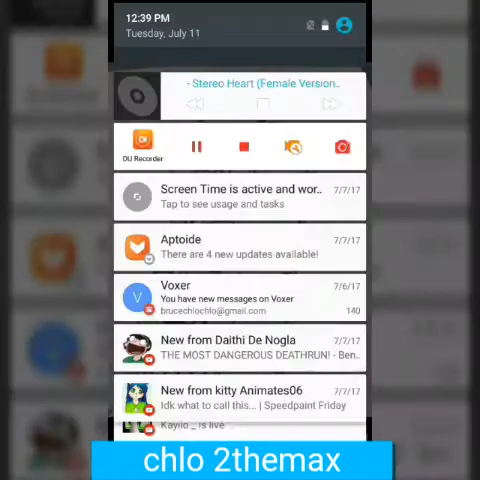 12:39 PM
Tuesday, July 11
- Stereo Heart (Female Version..
DU Recorder
Screen Time is active and wor.. 7/7/17
Tap to see usage and tasks
Aptoide 7/7/17
There are 4 new updates available!
Voxer 7/6/17
You have new messages on Voxer
brucechlochlo@gmail.com 140
New from Daithi De Nogla 7/7/17
THE MOST DANGEROUS DEATHRUN! - Ben..
New from kitty Animates06 7/7/17
Idk what to call this... | Speedpaint Friday
_ is live
chlo 2themax